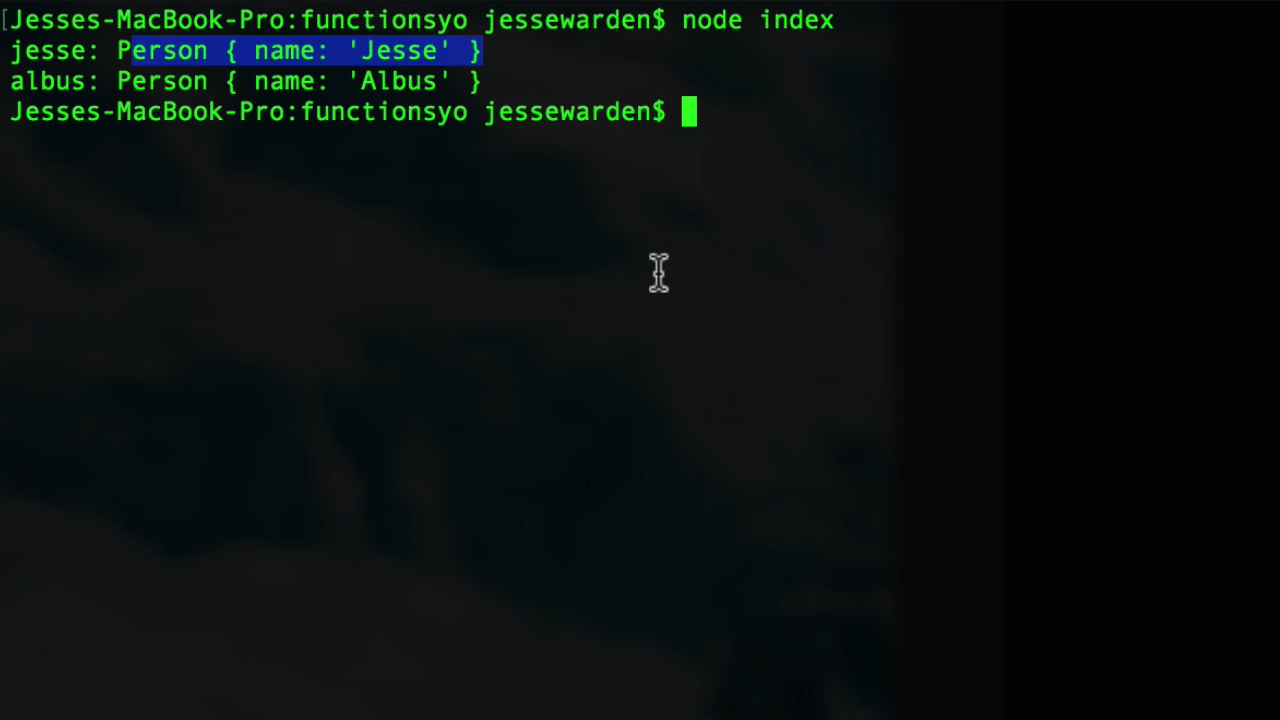 [Jesses-MacBook-Pro:functionsyo jessewarden$ node index
jesse: Person { name: 'Jesse' }
albus: Person { name: 'Albus' }
Jesses-MacBook-Pro:functionsyo jessewarden$